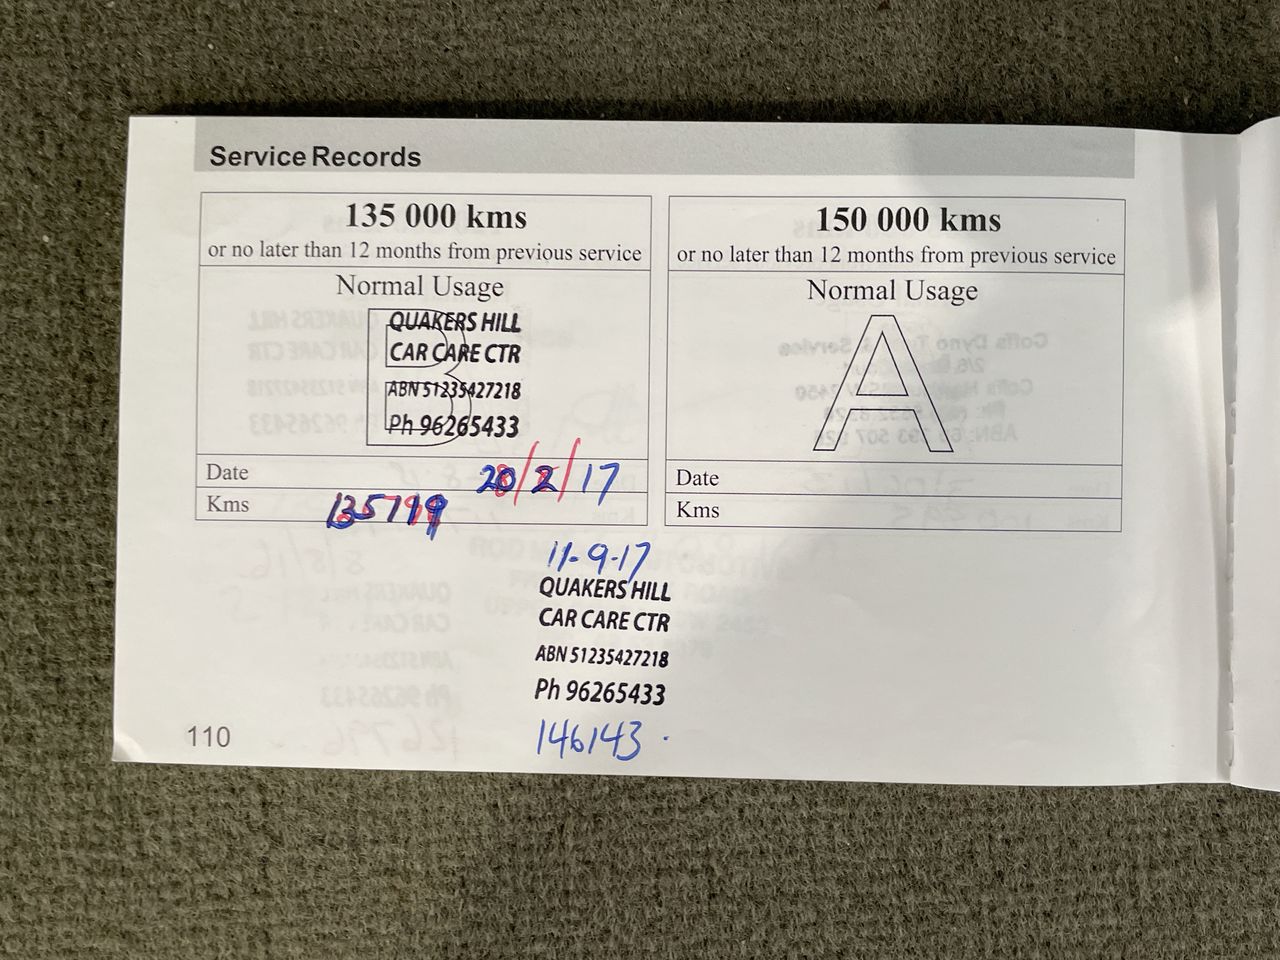 Service Records
135 000 kms
or no later than 12 months from previous service
Normal Usage
B
QUAKERS HILL
CAR CARE CTR
ABN 51235427218
Ph 96265433
Date 20/2/17
Kms 135799
150 000 kms
or no later than 12 months from previous service
Normal Usage
A
Date
Kms
11-9-17
QUAKERS HILL
CAR CARE CTR
ABN 51235427218
Ph 96265433
146143
110